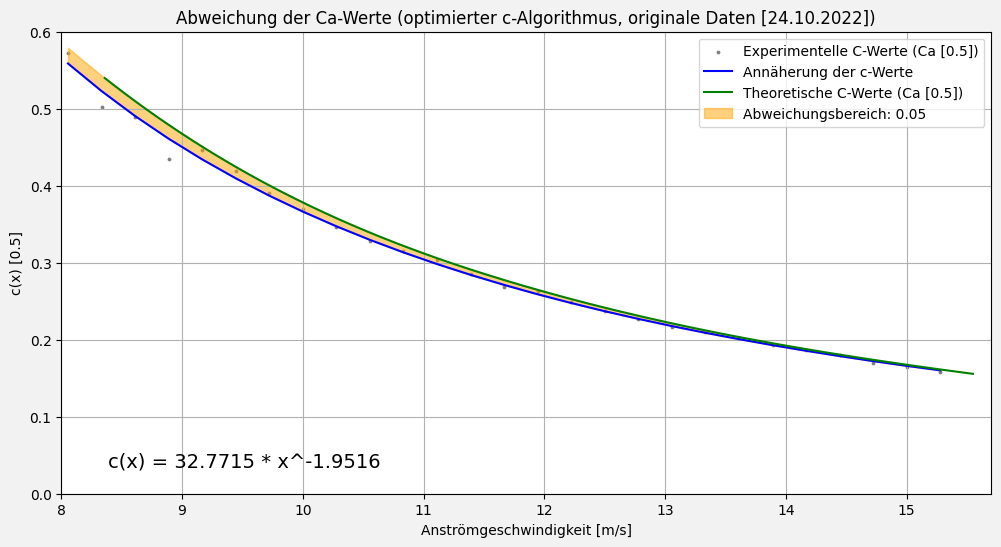 Abweichung der Ca-Werte (optimierter c-Algorithmus, originale Daten [24.10.2022])
Experimentelle C-Werte (Ca [0.5])
Annäherung der c-Werte
Theoretische C-Werte (Ca [0.5])
Abweichungsbereich: 0.05
c(x) [0.5]
0.6
0.5
0.4
0.3
0.2
0.1
0.0
c(x) = 32.7715 * x^-1.9516
8 9 10 11 12 13 14 15
Anströmgeschwindigkeit [m/s]